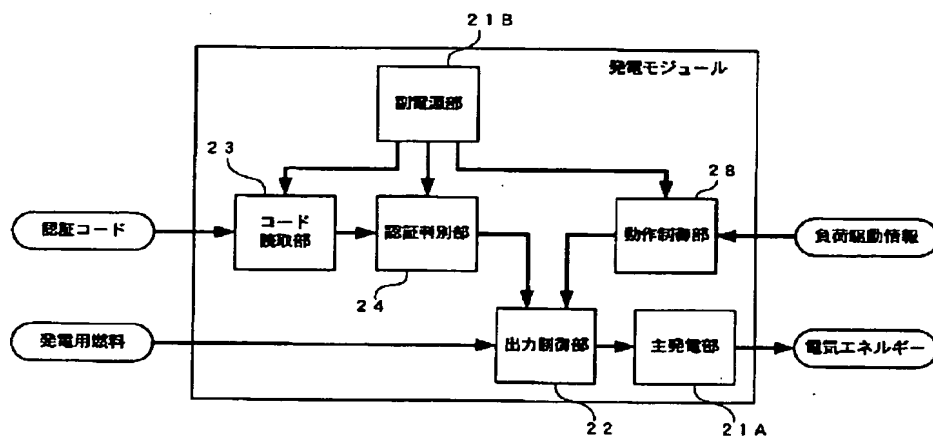 21B
発電モジュール
副電源部
23
28
認証コード
コード
読取部
認証判別部
動作制御部
負荷駆動情報
24
発電用燃料
出力制御部
主発電部
電気エネルギー
22
21A